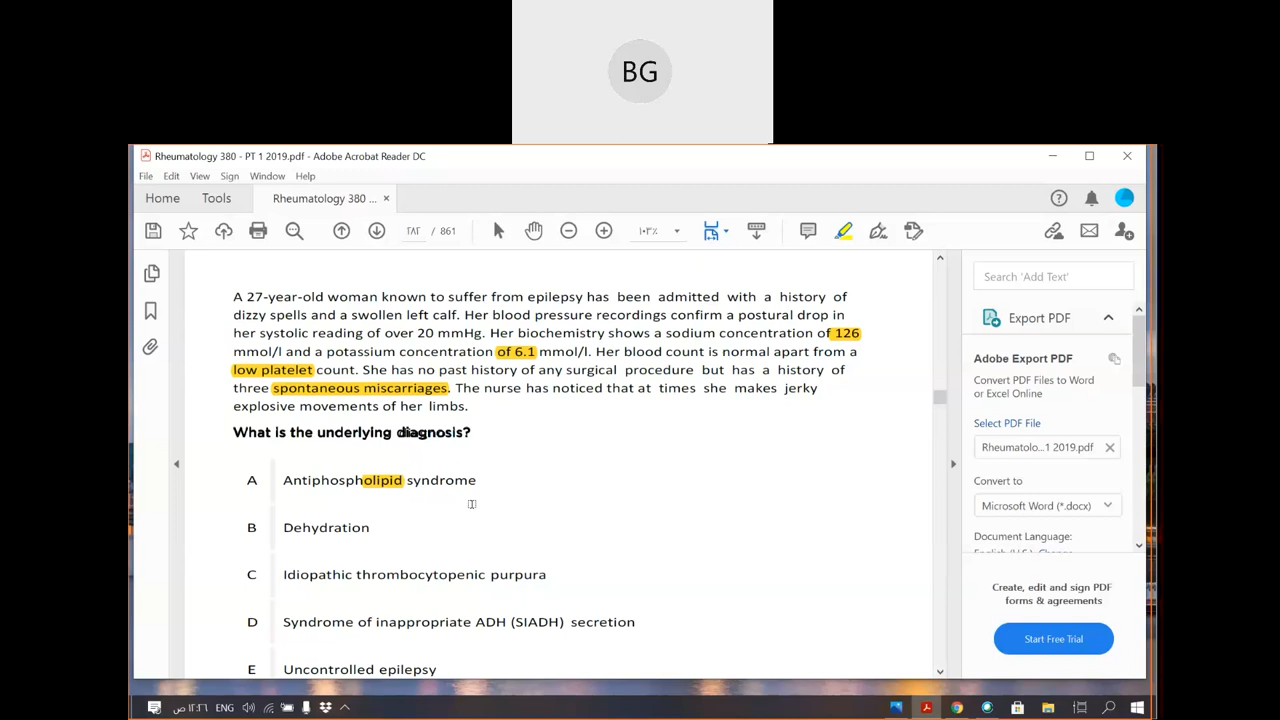 BG
Rheumatology 380 - PT 1 2019.pdf - Adobe Acrobat Reader DC
File Edit View Sign Window Help
Home Tools Rheumatology 380 ... ×
٢٨٢ / 861 ١٠٣٪
Search 'Add Text'
A 27-year-old woman known to suffer from epilepsy has been admitted with a history of
dizzy spells and a swollen left calf. Her blood pressure recordings confirm a postural drop in
her systolic reading of over 20 mmHg. Her biochemistry shows a sodium concentration of 126
mmol/l and a potassium concentration of 6.1 mmol/l. Her blood count is normal apart from a
low platelet count. She has no past history of any surgical procedure but has a history of
three spontaneous miscarriages. The nurse has noticed that at times she makes jerky
explosive movements of her limbs.
What is the underlying diagnosis?
A Antiphospholipid syndrome
B Dehydration
C Idiopathic thrombocytopenic purpura
D Syndrome of inappropriate ADH (SIADH) secretion
E Uncontrolled epilepsy
Export PDF
Adobe Export PDF
Convert PDF Files to Word
or Excel Online
Select PDF File
Rheumatolo...1 2019.pdf
Convert to
Microsoft Word (*.docx)
Document Language:
English (U.S.) Change
Create, edit and sign PDF
forms & agreements
Start Free Trial
ص ١٢:٢٦ ENG